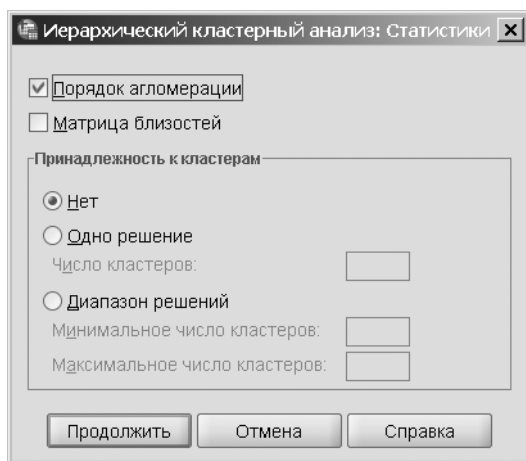 Иерархический кластерный анализ: Статистики
Порядок агломерации
Матрица близостей
Принадлежность к кластерам
Нет
Одно решение
Число кластеров:
Диапазон решений
Минимальное число кластеров:
Максимальное число кластеров:
Продолжить Отмена Справка